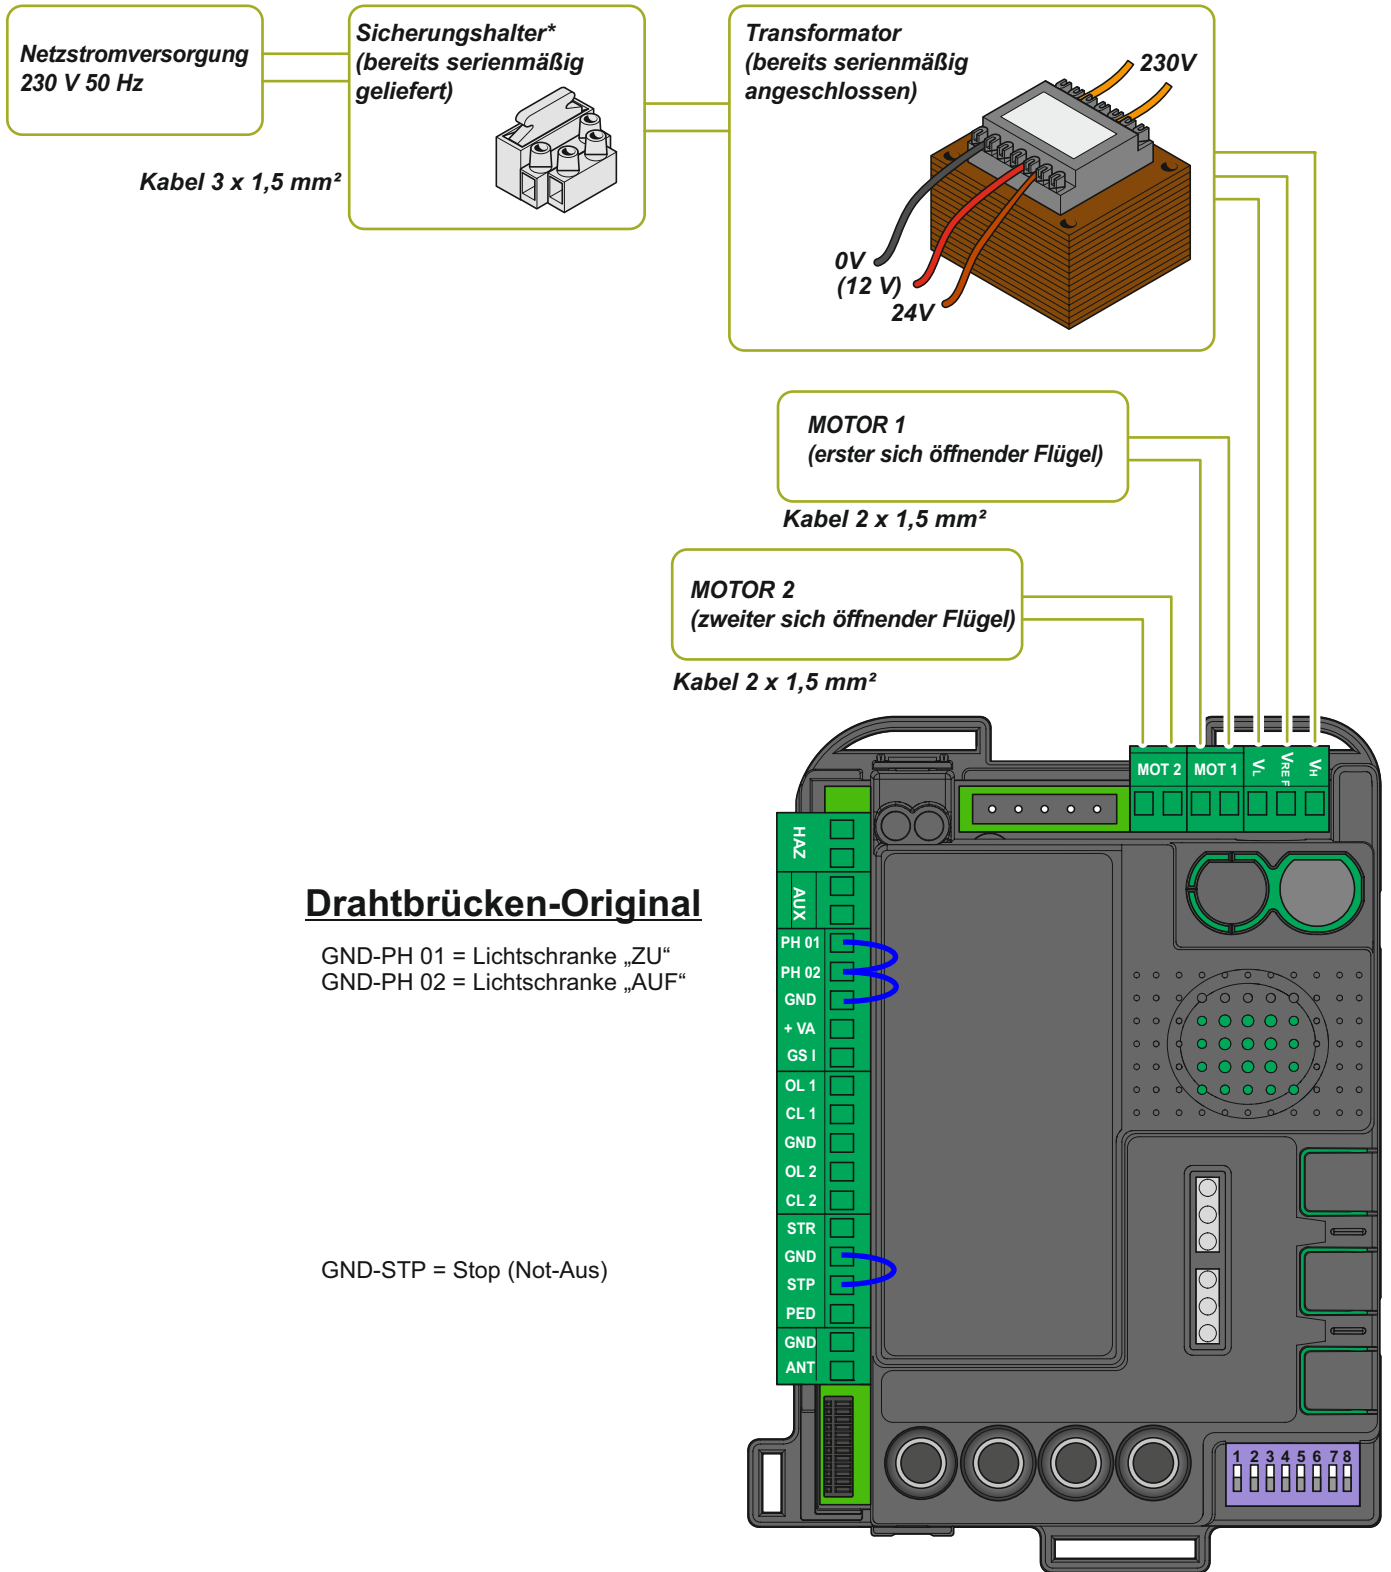 Netzstromversorgung
230 V 50 Hz
Kabel 3 x 1,5 mm²
Sicherungshalter*
(bereits serienmäßig
geliefert)
Transformator
(bereits serienmäßig
angeschlossen)
230V
0V
(12 V)
24V
MOTOR 1
(erster sich öffnender Flügel)
Kabel 2 x 1,5 mm²
MOTOR 2
(zweiter sich öffnender Flügel)
Kabel 2 x 1,5 mm²
MOT 2 MOT 1 VL VREF VH
Drahtbrücken-Original
GND-PH 01 = Lichtschranke „ZU“
GND-PH 02 = Lichtschranke „AUF“
GND-STP = Stop (Not-Aus)
HAZ
AUX
PH 01
PH 02
GND
+ VA
GS I
OL 1
CL 1
GND
OL 2
CL 2
STR
GND
STP
PED
GND
ANT
1 2 3 4 5 6 7 8